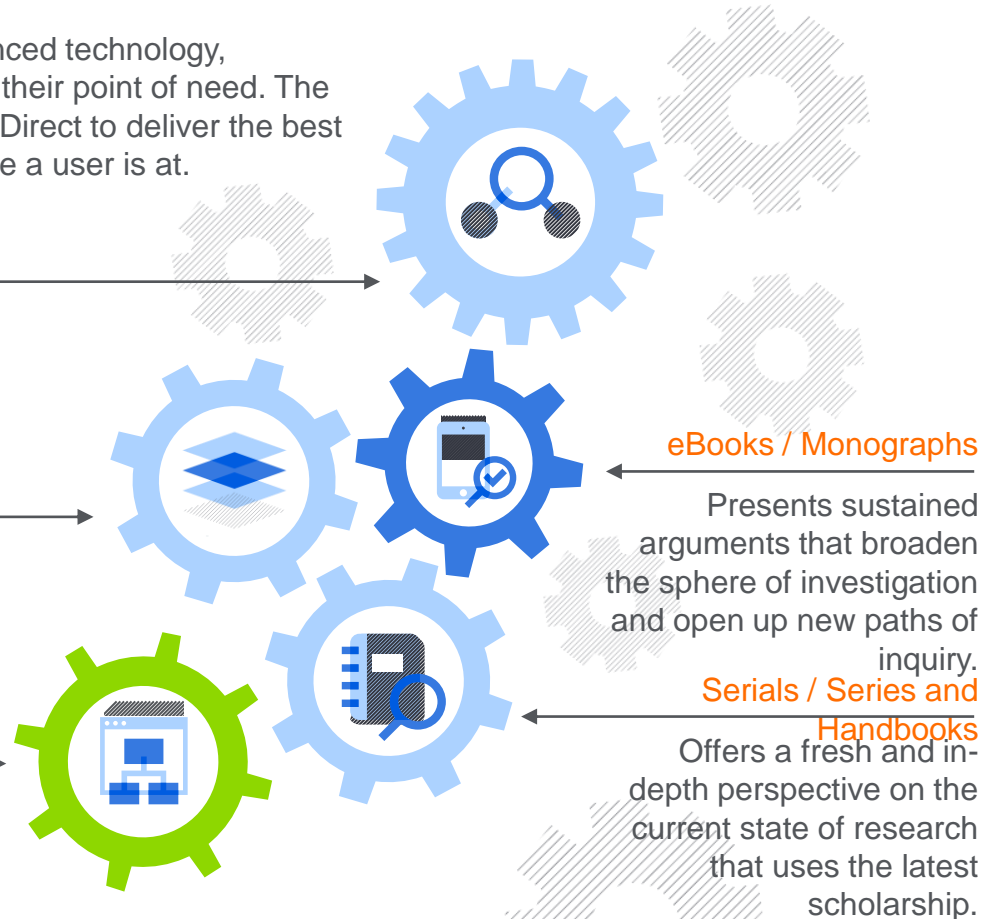 nced technology,
their point of need. The
Direct to deliver the best
e a user is at.
eBooks / Monographs
Presents sustained
arguments that broaden
the sphere of investigation
and open up new paths of
inquiry.
Serials / Series and
Handbooks
Offers a fresh and in-
depth perspective on the
current state of research
that uses the latest
scholarship.